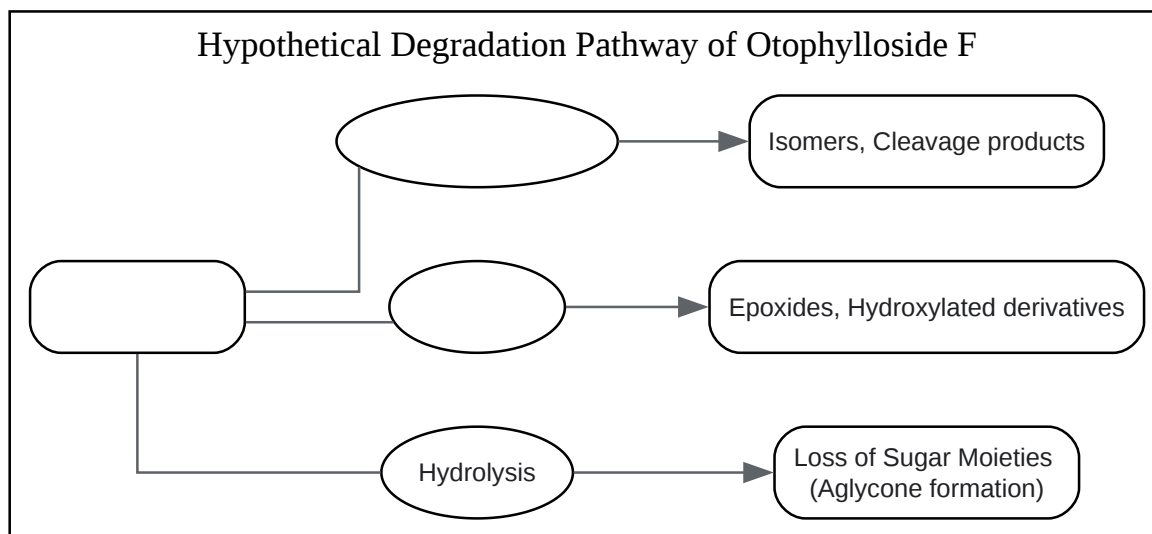 Hypothetical Degradation Pathway of Otophylloside F
Isomers, Cleavage products
Epoxides, Hydroxylated derivatives
Hydrolysis
Loss of Sugar Moieties
(Aglycone formation)